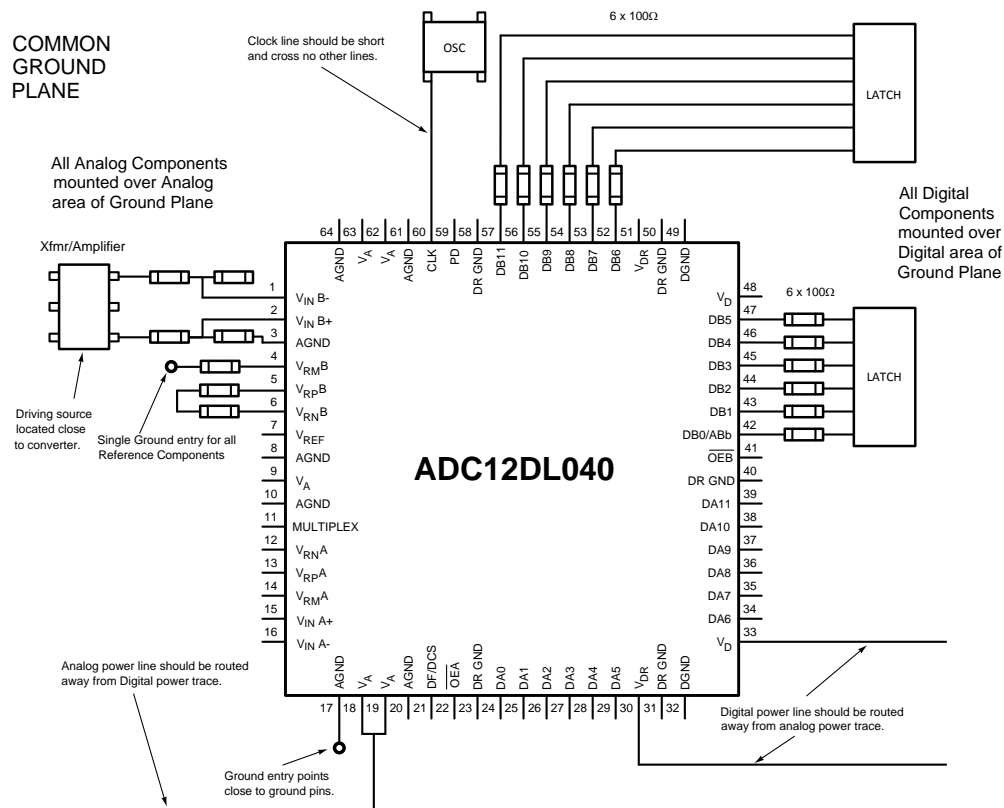 COMMON
GROUND
PLANE
Clock line should be short
and cross no other lines.
OSC
6 x 100Ω
LATCH
All Analog Components
mounted over Analog
area of Ground Plane
All Digital
Components
mounted over
Digital area of
Ground Plane
Xfmr/Amplifier
64 63 62 61 60 59 58 57 56 55 54 53 52 51 50 49
AGND
VA
VA
AGND
CLK
PD
DR GND
DB11
DB10
DB9
DB8
DB7
DB6
VDR
DR GND
DGND
1 VIN B-
2 VIN B+
3 AGND
4 VRMB
5 VRPB
6 VRNB
7 VREF
8 AGND
9 VA
10 AGND
11 MULTIPLEX
12 VRNA
13 VRPA
14 VRMA
15 VIN A+
16 VIN A-
Driving source
located close
to converter.
Single Ground entry for all
Reference Components
ADC12DL040
VD 48
DB5 47
DB4 46
DB3 45
DB2 44
DB1 43
DB0/ABb 42
OEB 41
DR GND 40
DA11 39
DA10 38
DA9 37
DA8 36
DA7 35
DA6 34
VD 33
6 x 100Ω
LATCH
AGND
VA
VA
AGND
DF/DCS
OEA
DR GND
DA0
DA1
DA2
DA3
DA4
DA5
VDR
DR GND
DGND
17 18 19 20 21 22 23 24 25 26 27 28 29 30 31 32
Analog power line should be routed
away from Digital power trace.
Ground entry points
close to ground pins.
Digital power line should be routed
away from analog power trace.